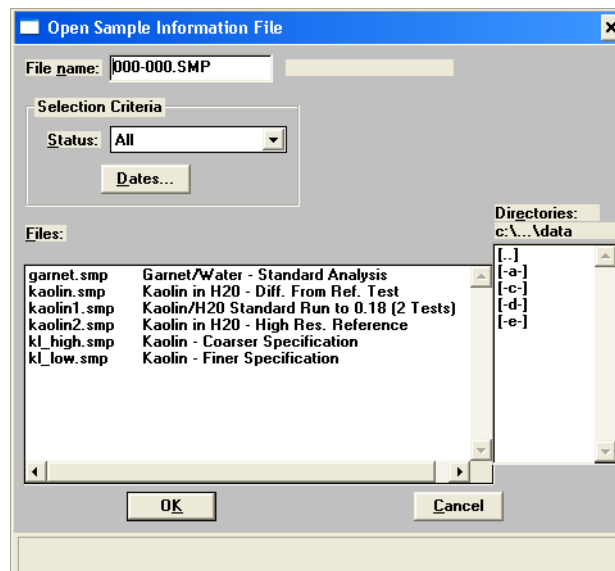 Open Sample Information File
File name: 000-000.SMP
Selection Criteria
Status: All
Dates...
Directories:
c:\...\data
Files:
[..]
[-a-]
[-c-]
[-d-]
[-e-]
garnet.smp Garnet/Water - Standard Analysis
kaolin.smp Kaolin in H20 - Diff. From Ref. Test
kaolin1.smp Kaolin/H20 Standard Run to 0.18 (2 Tests)
kaolin2.smp Kaolin in H20 - High Res. Reference
kl_high.smp Kaolin - Coarser Specification
kl_low.smp Kaolin - Finer Specification
OK
Cancel